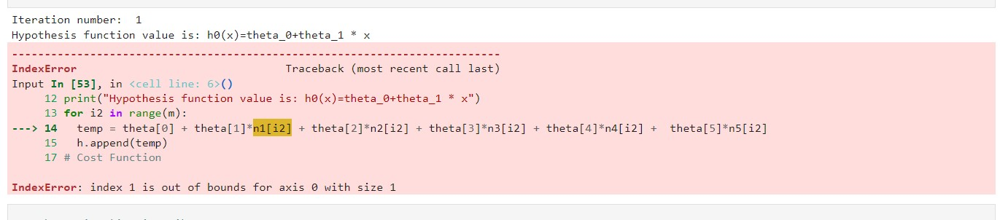 Iteration number:  1
Hypothesis function value is: h0(x)=theta_0+theta_1 * x
---------------------------------------------------------------------------
IndexError                                Traceback (most recent call last)
Input In [53], in <cell line: 6>()
     12 print("Hypothesis function value is: h0(x)=theta_0+theta_1 * x")
     13 for i2 in range(m):
---> 14   temp = theta[0] + theta[1]*n1[i2] + theta[2]*n2[i2] + theta[3]*n3[i2] + theta[4]*n4[i2] +  theta[5]*n5[i2]
     15   h.append(temp)
     17 # Cost Function
IndexError: index 1 is out of bounds for axis 0 with size 1